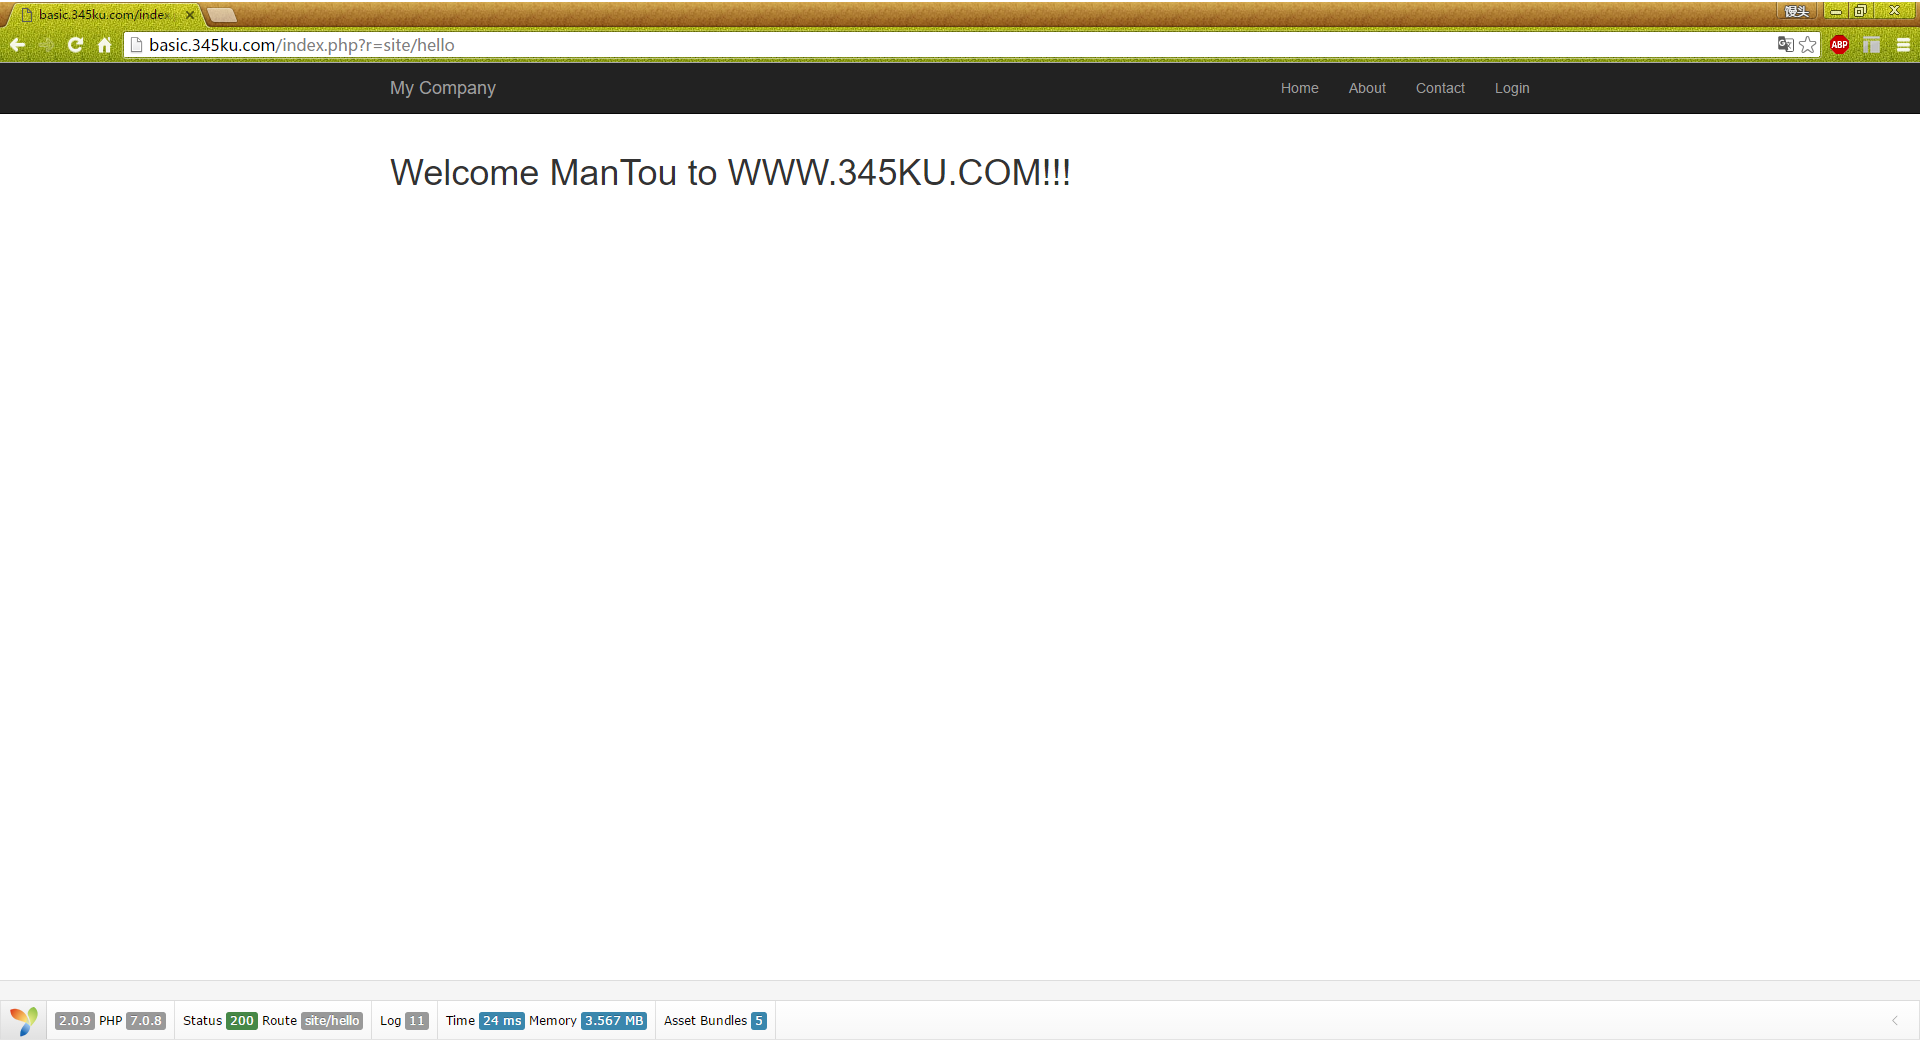 basic.345ku.com/index
馒头
basic.345ku.com/index.php?r=site/hello
ABP
My Company
Home About Contact Login
Welcome ManTou to WWW.345KU.COM!!!
2.0.9 PHP 7.0.8 Status 200 Route site/hello Log 11 Time 24 ms Memory 3.567 MB Asset Bundles 5